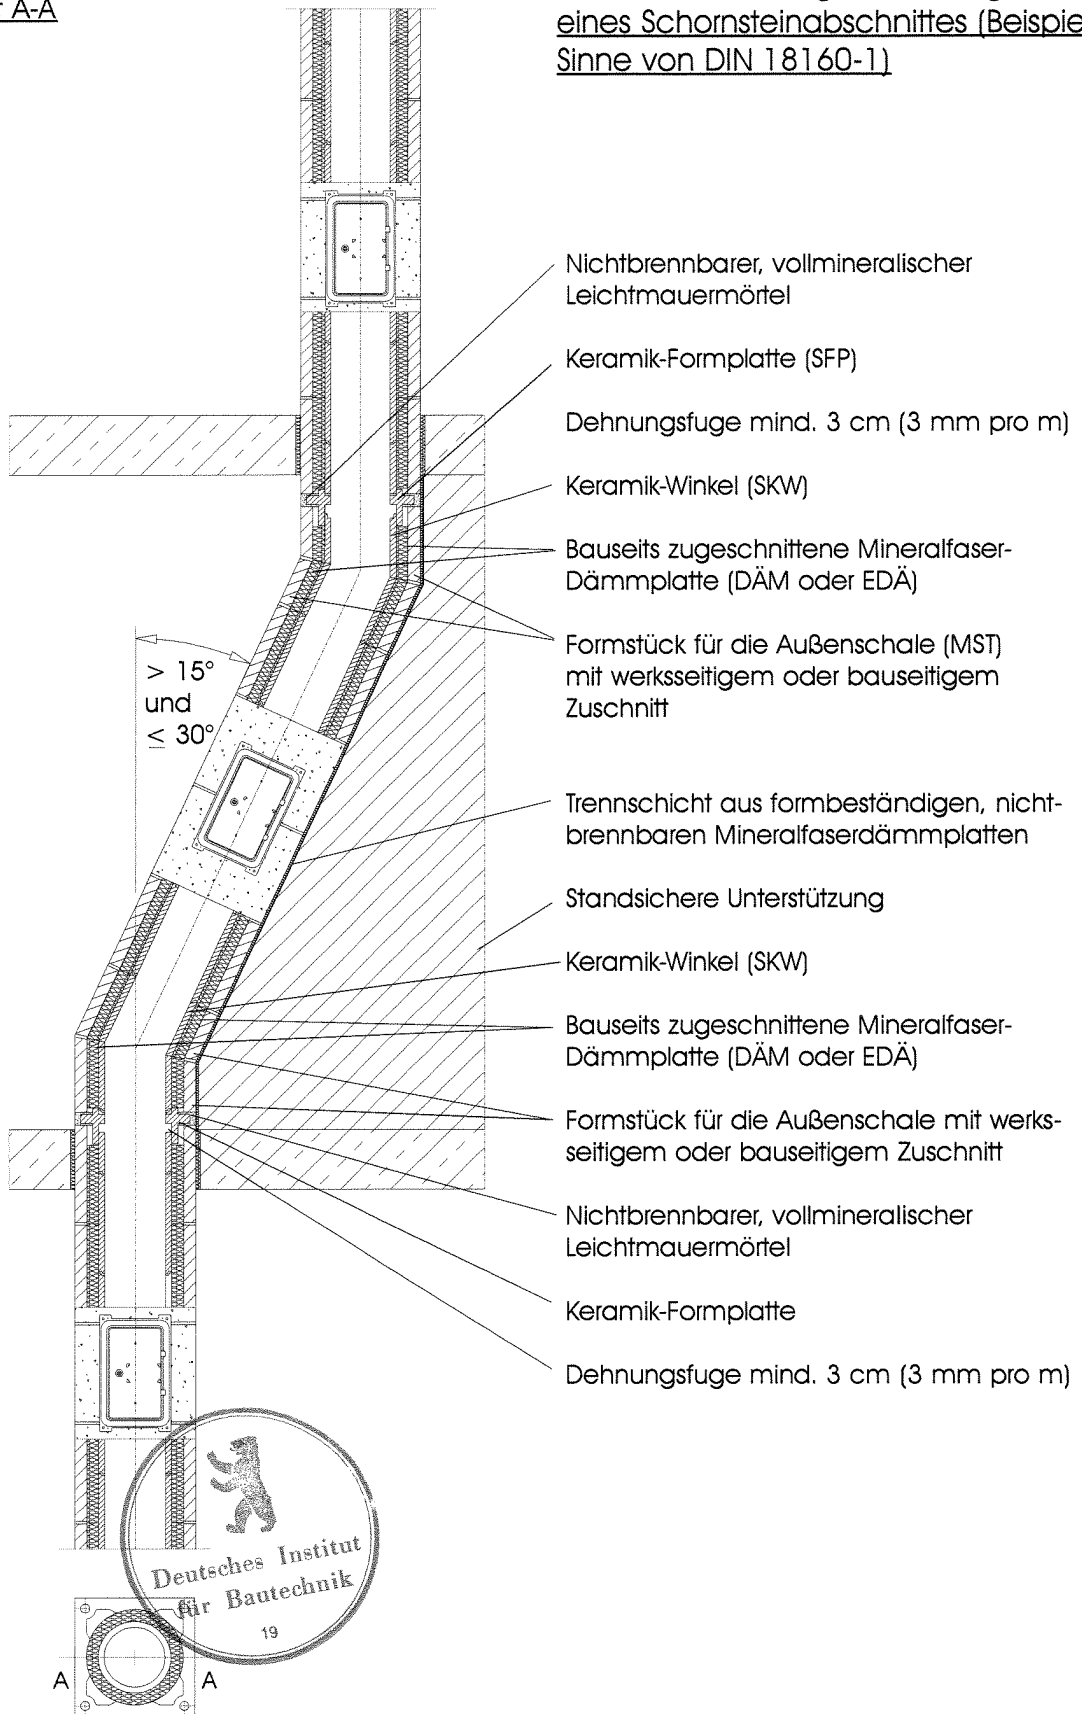 A-A
eines Schornsteinabschnittes (Beispie
Sinne von DIN 18160-1)
Nichtbrennbarer, vollmineralischer
Leichtmauermörtel
Keramik-Formplatte (SFP)
Dehnungsfuge mind. 3 cm (3 mm pro m)
Keramik-Winkel (SKW)
Bauseits zugeschnittene Mineralfaser-
Dämmplatte (DÄM oder EDÄ)
Formstück für die Außenschale (MST)
mit werksseitigem oder bauseitigem
Zuschnitt
> 15°
und
≤ 30°
Trennschicht aus formbeständigen, nicht-
brennbaren Mineralfaserdämmplatten
Standsichere Unterstützung
Keramik-Winkel (SKW)
Bauseits zugeschnittene Mineralfaser-
Dämmplatte (DÄM oder EDÄ)
Formstück für die Außenschale mit werks-
seitigem oder bauseitigem Zuschnitt
Nichtbrennbarer, vollmineralischer
Leichtmauermörtel
Keramik-Formplatte
Dehnungsfuge mind. 3 cm (3 mm pro m)
Deutsches Institut
für Bautechnik
19
A A